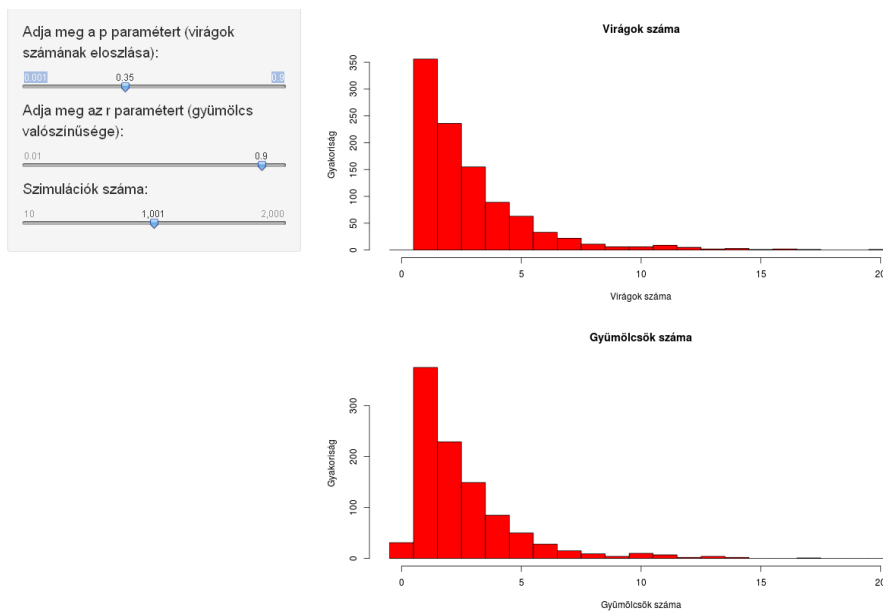 Adja meg a p paramétert (virágok
számának eloszlása):
0.001 0.35 0.9
Adja meg az r paramétert (gyümölcs
valószínűsége):
0.01 0.9
Szimulációk száma:
10 1,001 2,000
Virágok száma
Gyakoriság
350
300
250
200
150
100
50
0
0 5 10 15 20
Virágok száma
Gyümölcsök száma
Gyakoriság
300
200
100
0
0 5 10 15 20
Gyümölcsök száma